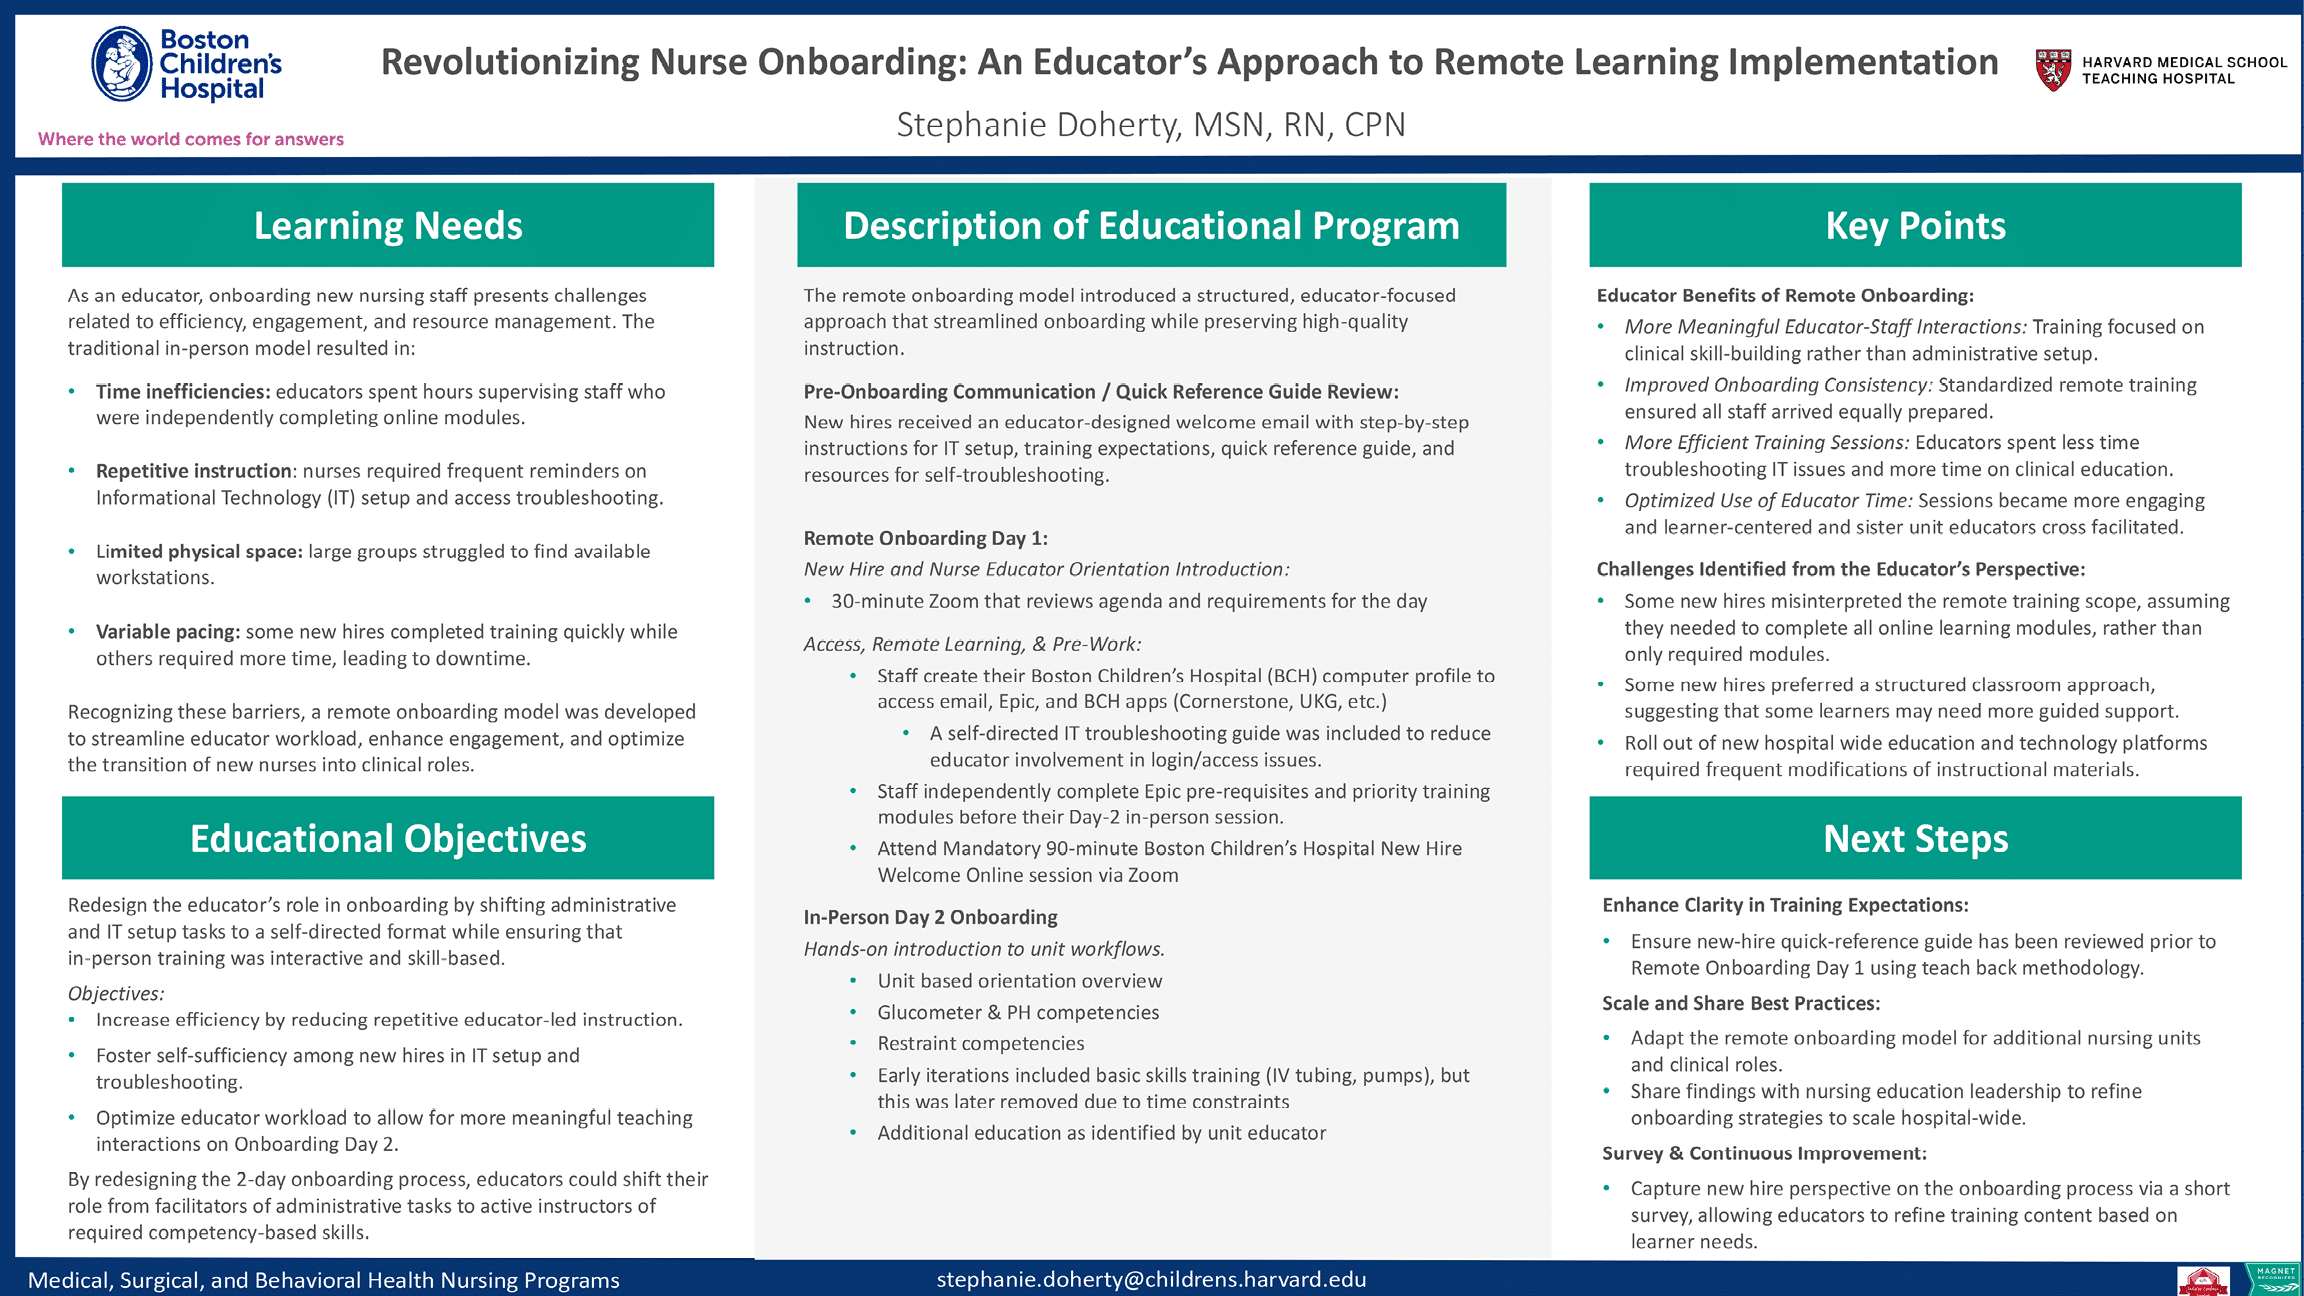 Boston
Children's
Hospital
Where the world comes for answers
Revolutionizing Nurse Onboarding: An Educator's Approach to Remote Learning Implementation
Stephanie Doherty, MSN, RN, CPN
HARVARD MEDICAL SCHOOL
TEACHING HOSPITAL
Learning Needs
As an educator, onboarding new nursing staff presents challenges
related to efficiency, engagement, and resource management. The
traditional in-person model resulted in:
• Time inefficiencies: educators spent hours supervising staff who
were independently completing online modules.
• Repetitive instruction: nurses required frequent reminders on
Informational Technology (IT) setup and access troubleshooting.
• Limited physical space: large groups struggled to find available
workstations.
• Variable pacing: some new hires completed training quickly while
others required more time, leading to downtime.
Recognizing these barriers, a remote onboarding model was developed
to streamline educator workload, enhance engagement, and optimize
the transition of new nurses into clinical roles.
Educational Objectives
Redesign the educator's role in onboarding by shifting administrative
and IT setup tasks to a self-directed format while ensuring that
in-person training was interactive and skill-based.
Objectives:
• Increase efficiency by reducing repetitive educator-led instruction.
• Foster self-sufficiency among new hires in IT setup and
troubleshooting.
• Optimize educator workload to allow for more meaningful teaching
interactions on Onboarding Day 2.
By redesigning the 2-day onboarding process, educators could shift their
role from facilitators of administrative tasks to active instructors of
required competency-based skills.
Description of Educational Program
The remote onboarding model introduced a structured, educator-focused
approach that streamlined onboarding while preserving high-quality
instruction.
Pre-Onboarding Communication / Quick Reference Guide Review:
New hires received an educator-designed welcome email with step-by-step
instructions for IT setup, training expectations, quick reference guide, and
resources for self-troubleshooting.
Remote Onboarding Day 1:
New Hire and Nurse Educator Orientation Introduction:
• 30-minute Zoom that reviews agenda and requirements for the day
Access, Remote Learning, & Pre-Work:
• Staff create their Boston Children's Hospital (BCH) computer profile to
access email, Epic, and BCH apps (Cornerstone, UKG, etc.)
• A self-directed IT troubleshooting guide was included to reduce
educator involvement in login/access issues.
• Staff independently complete Epic pre-requisites and priority training
modules before their Day-2 in-person session.
• Attend Mandatory 90-minute Boston Children's Hospital New Hire
Welcome Online session via Zoom
In-Person Day 2 Onboarding
Hands-on introduction to unit workflows.
• Unit based orientation overview
• Glucometer & PH competencies
• Restraint competencies
• Early iterations included basic skills training (IV tubing, pumps), but
this was later removed due to time constraints
• Additional education as identified by unit educator
Key Points
Educator Benefits of Remote Onboarding:
• More Meaningful Educator-Staff Interactions: Training focused on
clinical skill-building rather than administrative setup.
• Improved Onboarding Consistency: Standardized remote training
ensured all staff arrived equally prepared.
• More Efficient Training Sessions: Educators spent less time
troubleshooting IT issues and more time on clinical education.
• Optimized Use of Educator Time: Sessions became more engaging
and learner-centered and sister unit educators cross facilitated.
Challenges Identified from the Educator's Perspective:
• Some new hires misinterpreted the remote training scope, assuming
they needed to complete all online learning modules, rather than
only required modules.
• Some new hires preferred a structured classroom approach,
suggesting that some learners may need more guided support.
• Roll out of new hospital wide education and technology platforms
required frequent modifications of instructional materials.
Next Steps
Enhance Clarity in Training Expectations:
• Ensure new-hire quick-reference guide has been reviewed prior to
Remote Onboarding Day 1 using teach back methodology.
Scale and Share Best Practices:
• Adapt the remote onboarding model for additional nursing units
and clinical roles.
• Share findings with nursing education leadership to refine
onboarding strategies to scale hospital-wide.
Survey & Continuous Improvement:
• Capture new hire perspective on the onboarding process via a short
survey, allowing educators to refine training content based on
learner needs.
Medical, Surgical, and Behavioral Health Nursing Programs
stephanie.doherty@childrens.harvard.edu
MAGNET
RECOGNIZED